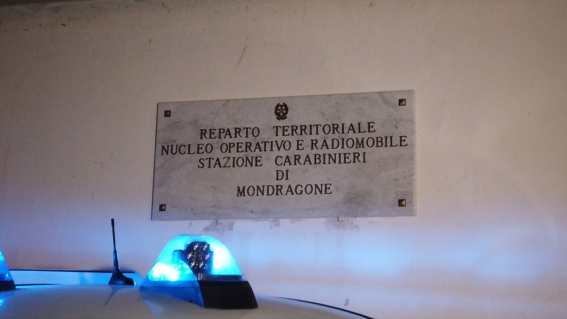 REPARTO TERRITORIALE
NUCLEO OPERATIVO E RADIOMOBILE
STAZIONE CARABINIERI
DI
MONDRAGONE